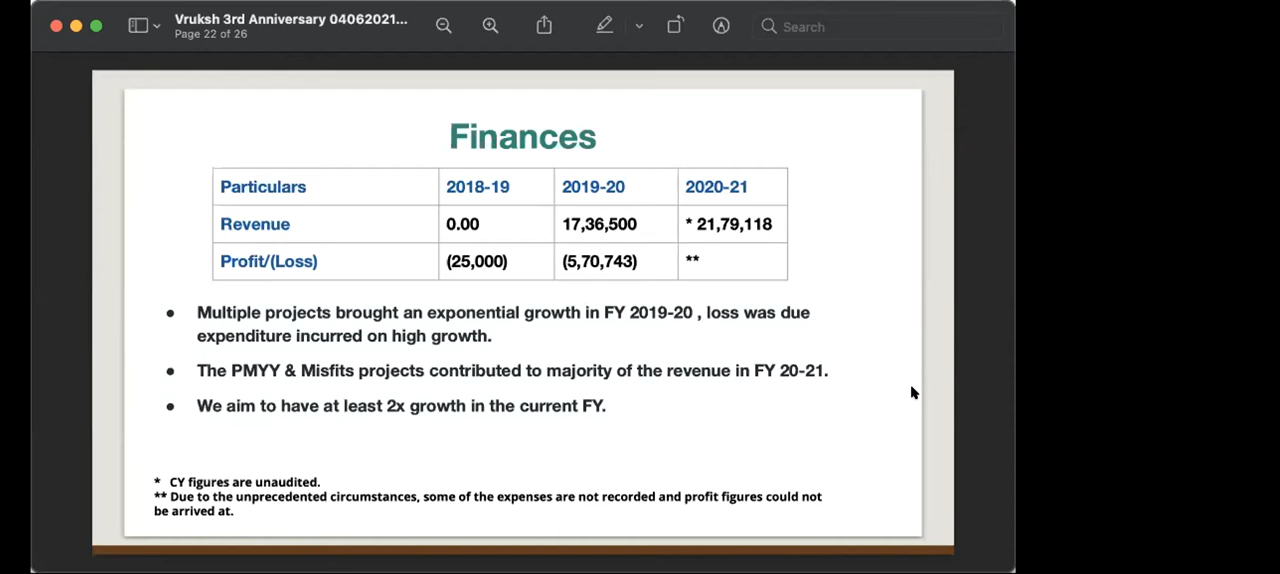 Vruksh 3rd Anniversary 04062021...
Page 22 of 26
Search
Finances
Particulars 2018-19 2019-20 2020-21
Revenue 0.00 17,36,500 * 21,79,118
Profit/(Loss) (25,000) (5,70,743) **
● Multiple projects brought an exponential growth in FY 2019-20 , loss was due
expenditure incurred on high growth.
● The PMYY & Misfits projects contributed to majority of the revenue in FY 20-21.
● We aim to have at least 2x growth in the current FY.
* CY figures are unaudited.
** Due to the unprecedented circumstances, some of the expenses are not recorded and profit figures could not
be arrived at.